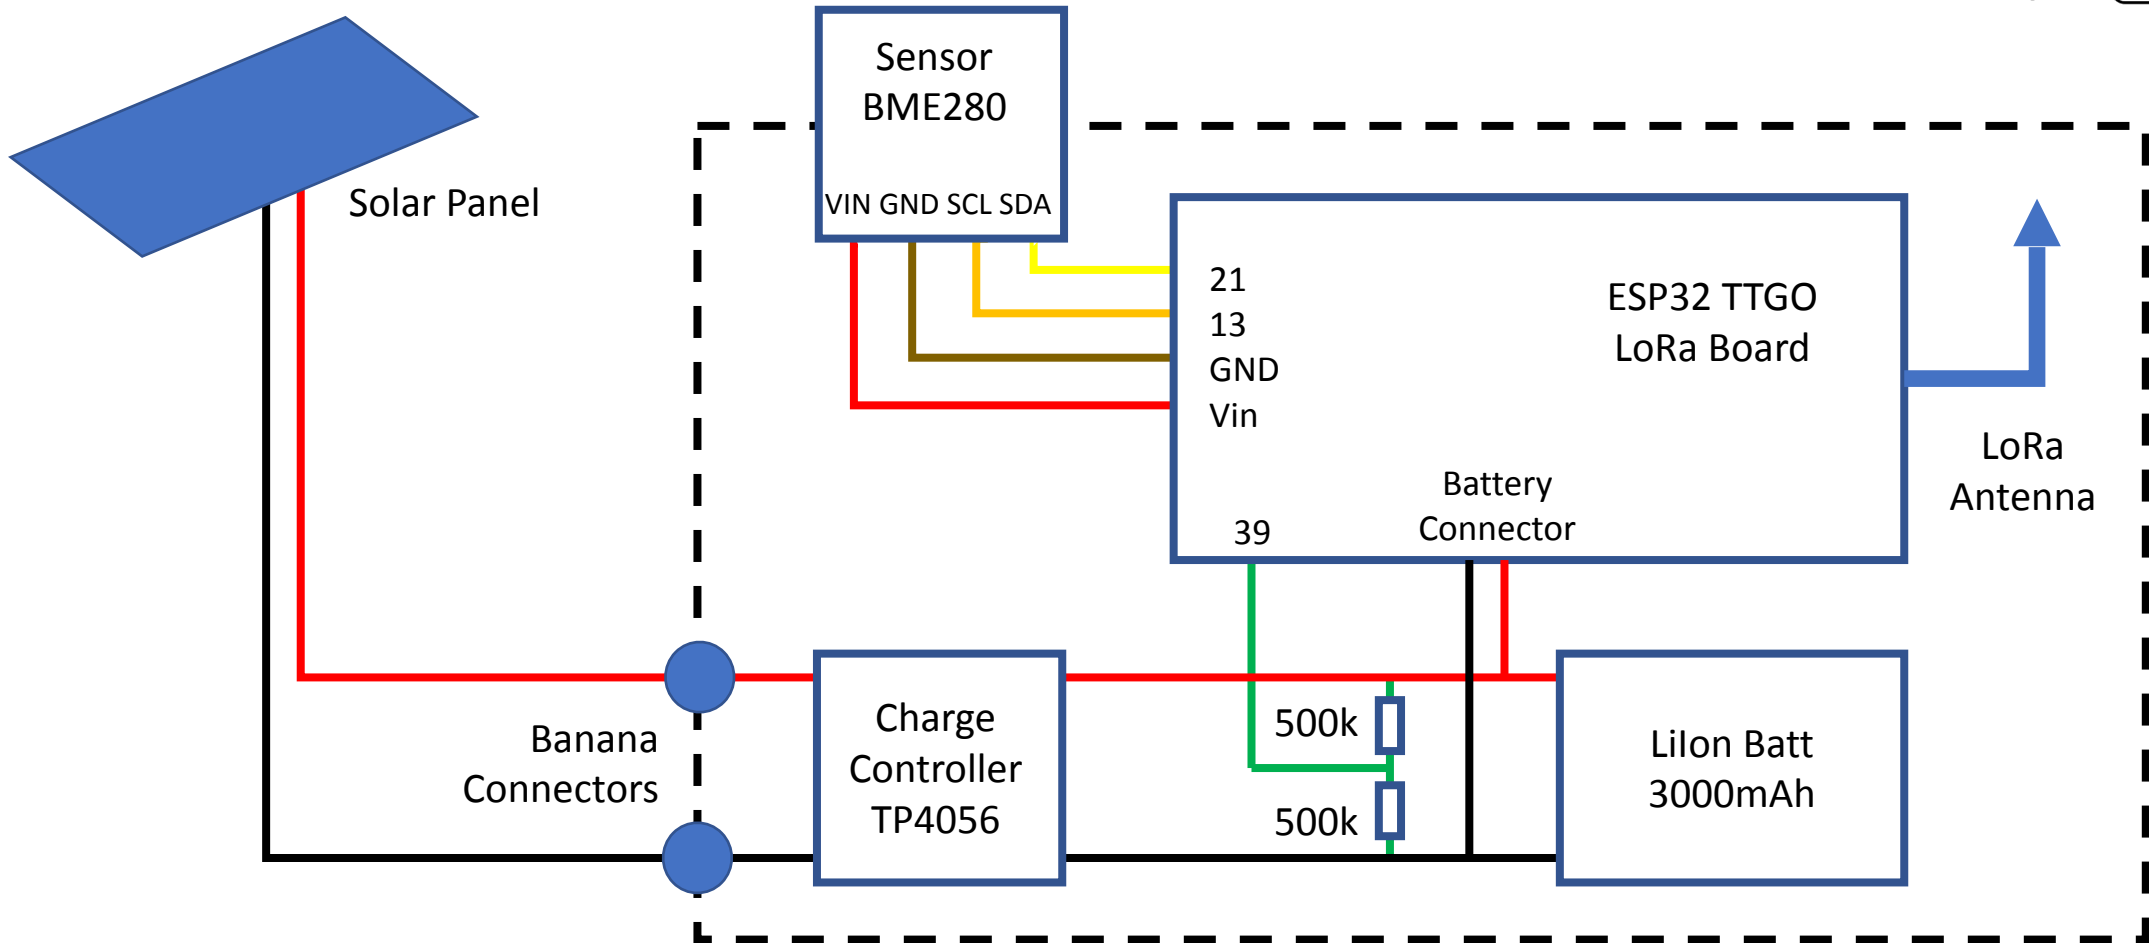 Sensor
BME280
VIN GND SCL SDA
Solar Panel
21
13
GND
Vin
ESP32 TTGO
LoRa Board
LoRa
Antenna
Battery
Connector
39
Banana
Connectors
Charge
Controller
TP4056
500k
500k
LiIon Batt
3000mAh